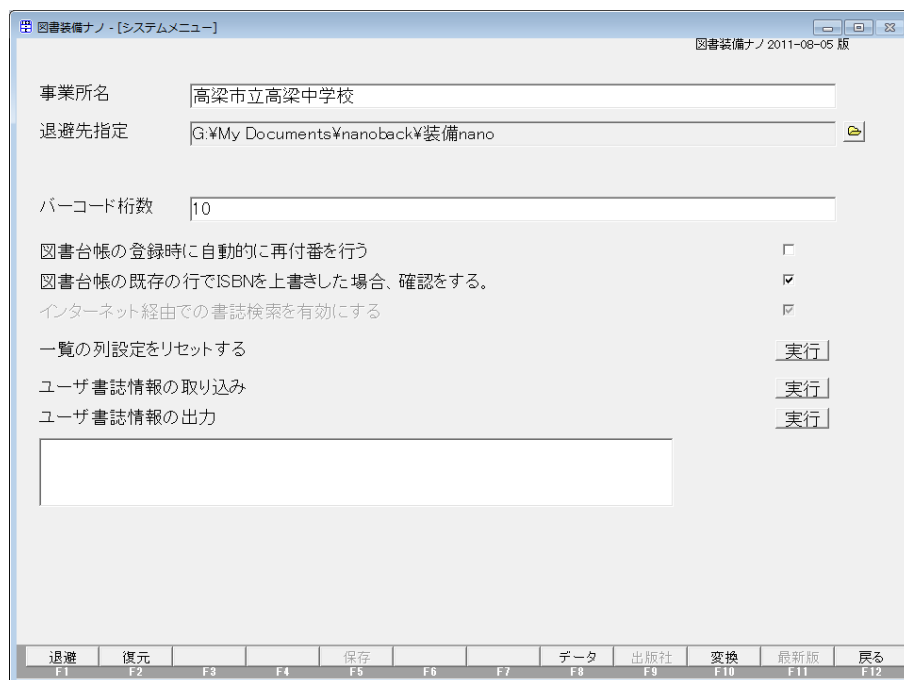 図書装備ナノ - [システムメニュー]
図書装備ナノ 2011-08-05 版
事業所名 高梁市立高梁中学校
退避先指定 G:¥My Documents¥nanoback¥装備nano
バーコード桁数 10
図書台帳の登録時に自動的に再付番を行う
図書台帳の既存の行でISBNを上書きした場合、確認をする。
インターネット経由での書誌検索を有効にする
一覧の列設定をリセットする 実行
ユーザ書誌情報の取り込み 実行
ユーザ書誌情報の出力 実行
退避 復元 保存 データ 出版社 変換 最新版 戻る
F1 F2 F3 F4 F5 F6 F7 F8 F9 F10 F11 F12